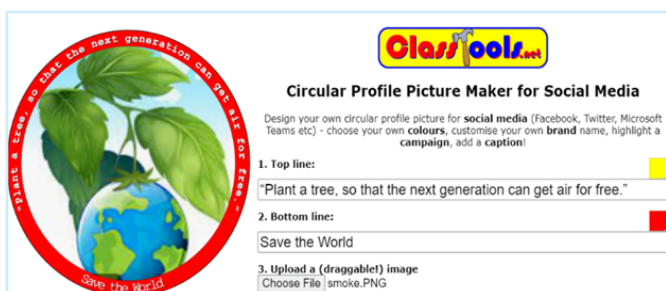 "plant a tree, so that the next generation can get air for free."
Save the World
ClassTools.net
Circular Profile Picture Maker for Social Media
Design your own circular profile picture for social media (Facebook, Twitter, Microsoft
Teams etc) - choose your own colours, customise your own brand name, highlight a
campaign, add a caption!
1. Top line:
“Plant a tree, so that the next generation can get air for free.”
2. Bottom line:
Save the World
3. Upload a (draggable!) image
Choose File smoke.PNG